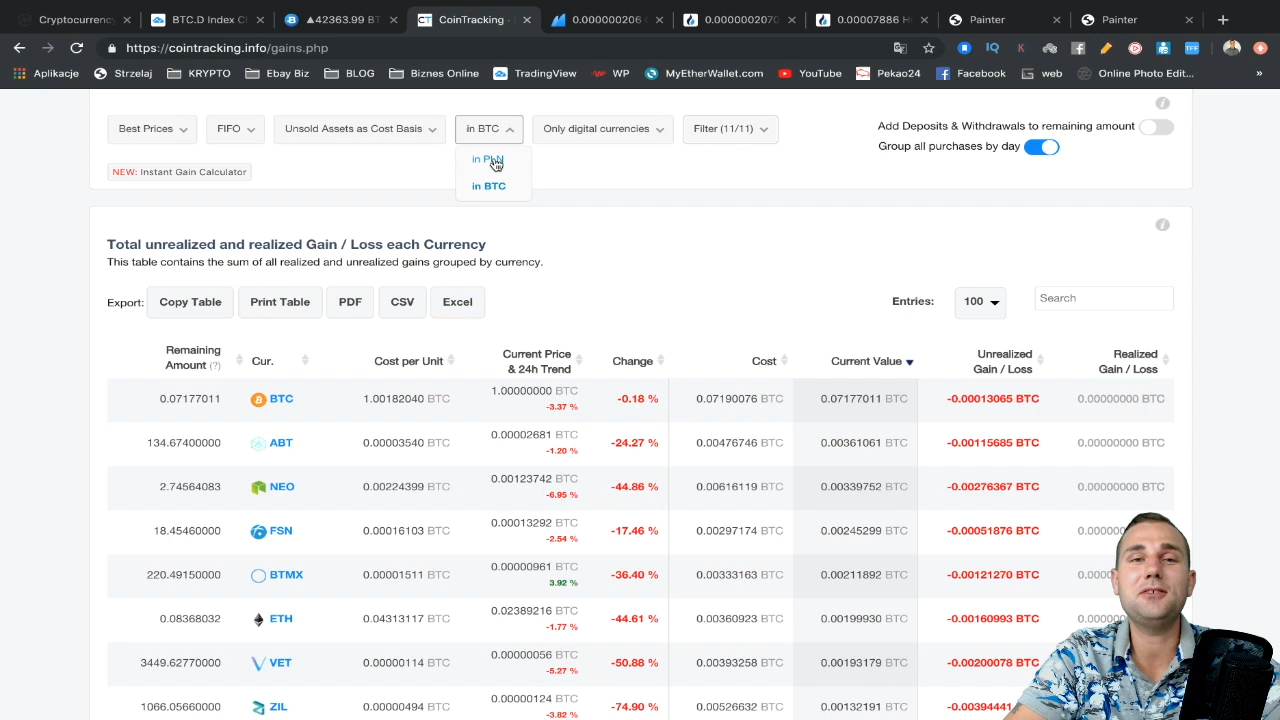 Cryptocurrency
BTC.D Index C
▲42363.99 BT
CoinTracking -
0.000000206
0.0000002070
0.00007886 H
Painter
Painter
https://cointracking.info/gains.php
Aplikacje
Strzelaj
KRYPTO
Ebay Biz
BLOG
Biznes Online
TradingView
WP
MyEtherWallet.com
YouTube
Pekao24
Facebook
web
Online Photo Edit...
»
Best Prices
FIFO
Unsold Assets as Cost Basis
in BTC
Only digital currencies
Filter (11/11)
Add Deposits & Withdrawals to remaining amount
Group all purchases by day
in PLN
in BTC
NEW: Instant Gain Calculator
Total unrealized and realized Gain / Loss each Currency
This table contains the sum of all realized and unrealized gains grouped by currency.
Export: Copy Table Print Table PDF CSV Excel
Entries: 100 Search
Remaining Amount (?) Cur. Cost per Unit Current Price & 24h Trend Change Cost Current Value Unrealized Gain / Loss Realized Gain / Loss
0.07177011 BTC 1.00182040 BTC 1.00000000 BTC -3.37 % -0.18 % 0.07190076 BTC 0.07177011 BTC -0.00013065 BTC 0.00000000 BTC
134.67400000 ABT 0.00003540 BTC 0.00002681 BTC -1.20 % -24.27 % 0.00476746 BTC 0.00361061 BTC -0.00115685 BTC 0.00000000 BTC
2.74564083 NEO 0.00224399 BTC 0.00123742 BTC -6.95 % -44.86 % 0.00616119 BTC 0.00339752 BTC -0.00276367 BTC 0.00000000 BTC
18.45460000 FSN 0.00016103 BTC 0.00013292 BTC -2.54 % -17.46 % 0.00297174 BTC 0.00245299 BTC -0.00051876 BTC
220.49150000 BTMX 0.00001511 BTC 0.00000961 BTC 3.92 % -36.40 % 0.00333163 BTC 0.00211892 BTC -0.00121270 BTC
0.08368032 ETH 0.04313117 BTC 0.02389216 BTC -1.77 % -44.61 % 0.00360923 BTC 0.00199930 BTC -0.00160993 BTC
3449.62770000 VET 0.00000114 BTC 0.00000056 BTC -5.27 % -50.88 % 0.00393258 BTC 0.00193179 BTC -0.00200078 BTC
1066.05660000 ZIL 0.00000494 BTC 0.00000124 BTC -3.82 % -74.90 % 0.00526632 BTC 0.00132191 BTC -0.00394441